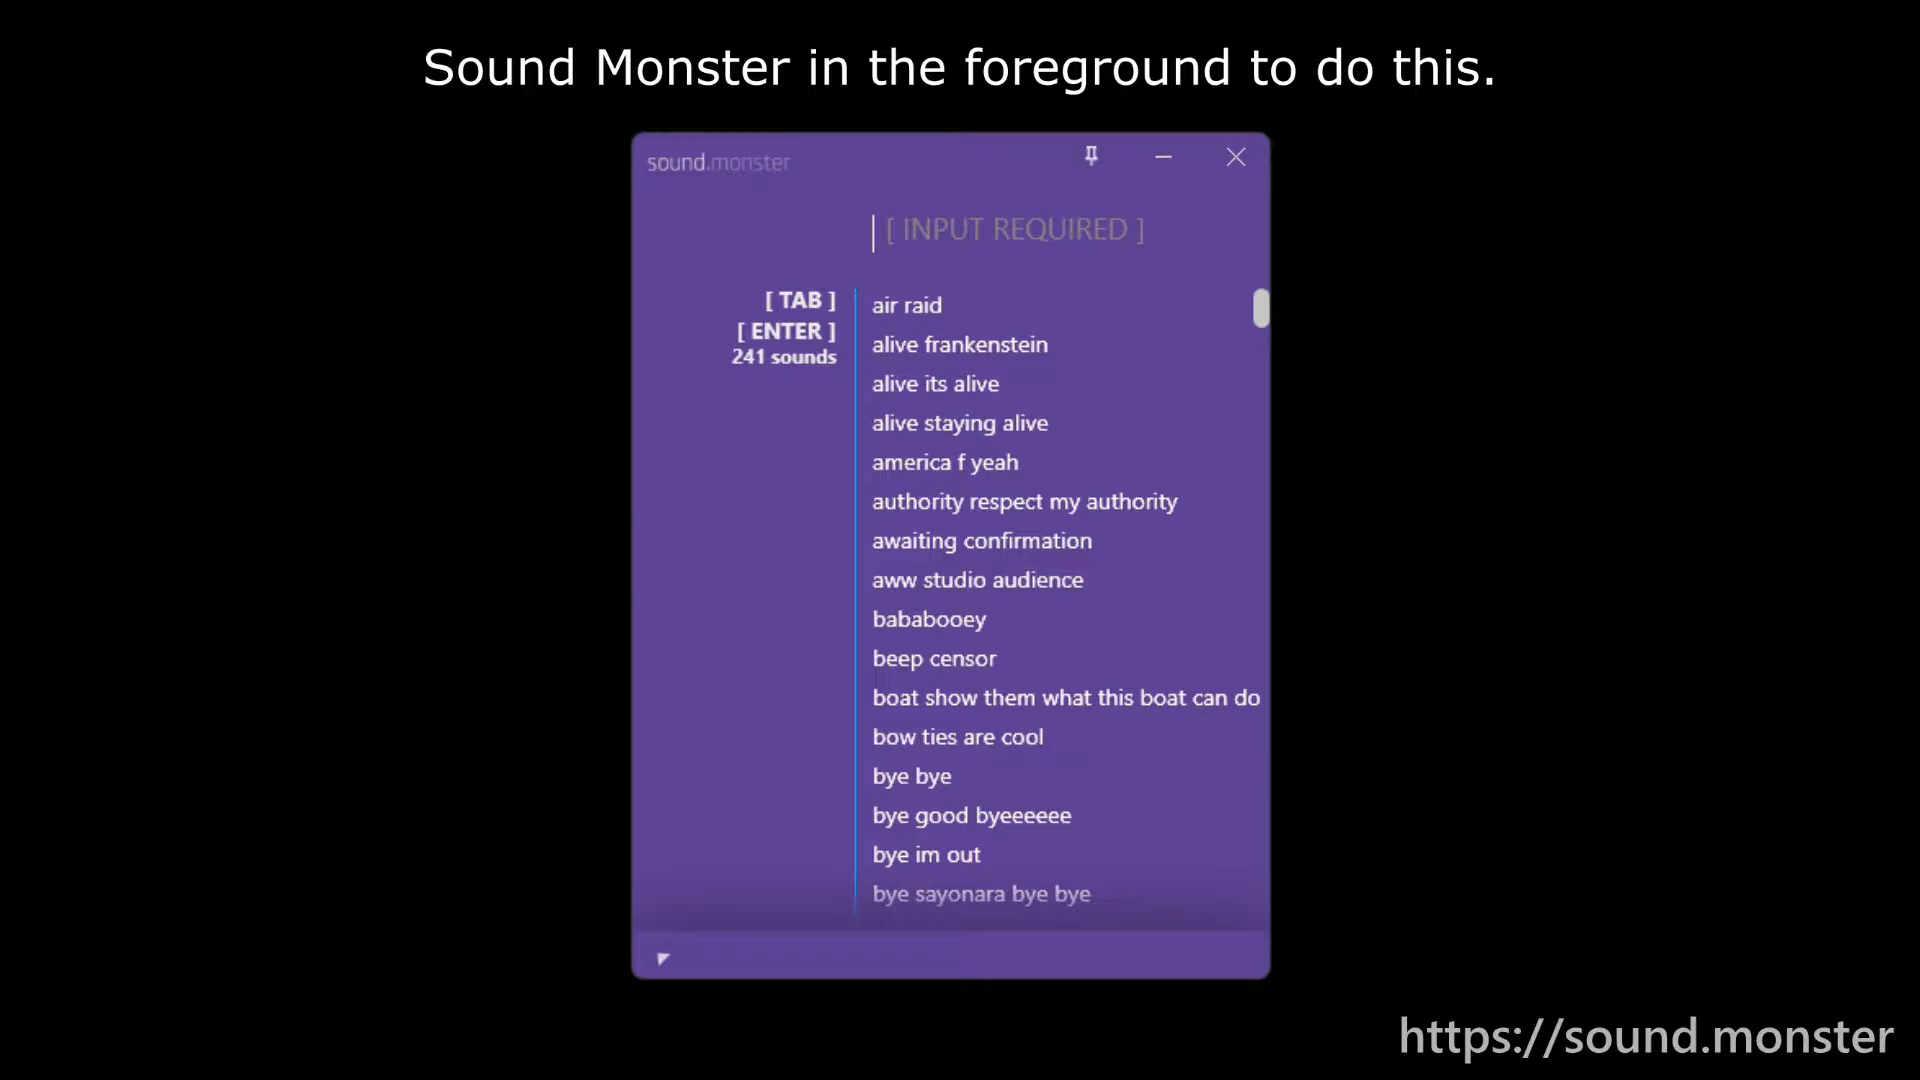 Sound Monster in the foreground to do this.
sound.monster
[ INPUT REQUIRED ]
[ TAB ]
[ ENTER ]
241 sounds
air raid
alive frankenstein
alive its alive
alive staying alive
america f yeah
authority respect my authority
awaiting confirmation
aww studio audience
bababooey
beep censor
boat show them what this boat can do
bow ties are cool
bye bye
bye good byeeeeee
bye im out
bye sayonara bye bye
https://sound.monster